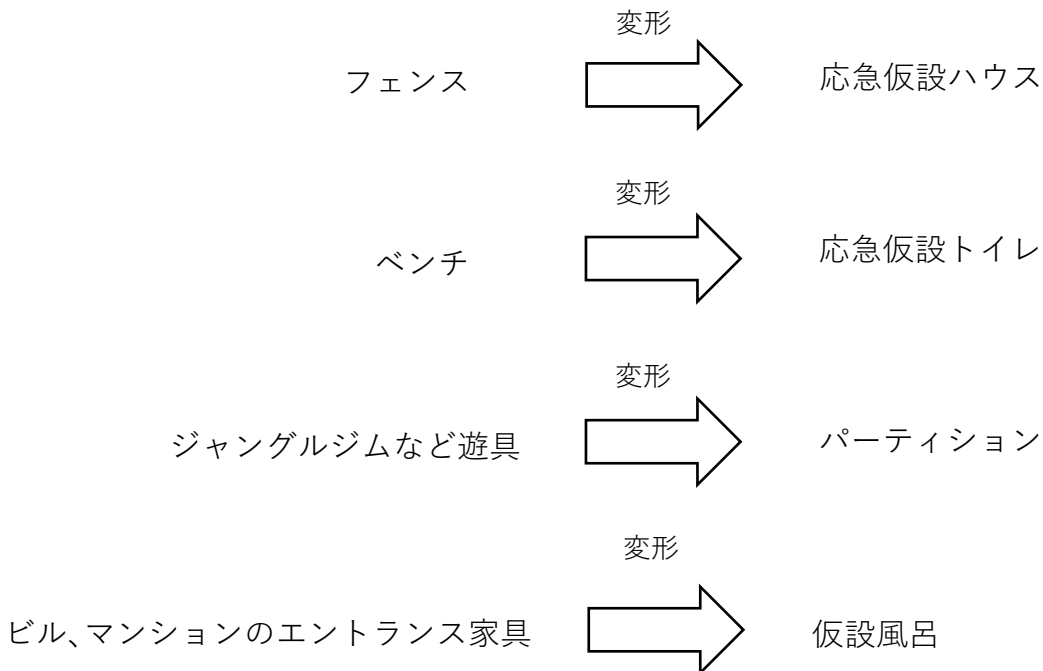 変形
フェンス
応急仮設ハウス
変形
ベンチ
応急仮設トイレ
変形
ジャングルジムなど遊具
パーティション
変形
ビル、マンションのエントランス家具
仮設風呂